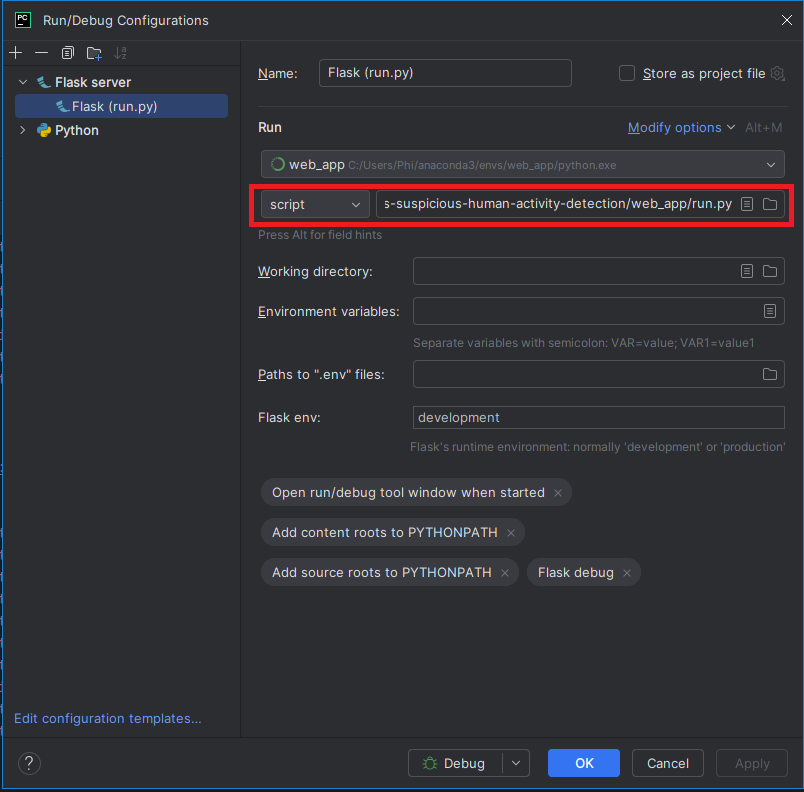 PC
Run/Debug Configurations
Flask server
Flask (run.py)
Python
Edit configuration templates...
Name: Flask (run.py) Store as project file
Run Modify options Alt+M
web_app C:/Users/Phi/anaconda3/envs/web_app/python.exe
script s-suspicious-human-activity-detection/web_app/run.py
Press Alt for field hints
Working directory:
Environment variables:
Separate variables with semicolon: VAR=value; VAR1=value1
Paths to ".env" files:
Flask env: development
Flask's runtime environment: normally 'development' or 'production'
Open run/debug tool window when started ×
Add content roots to PYTHONPATH ×
Add source roots to PYTHONPATH × Flask debug ×
? Debug OK Cancel Apply